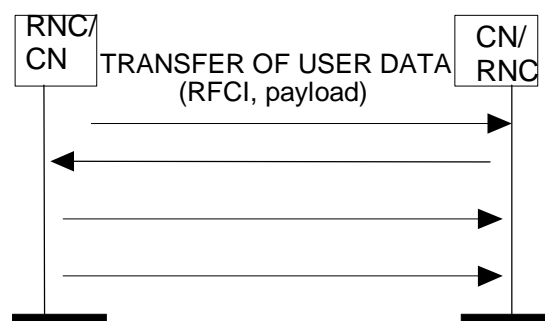 RNC/
CN
TRANSFER OF USER DATA
(RFCI, payload)
CN/
RNC